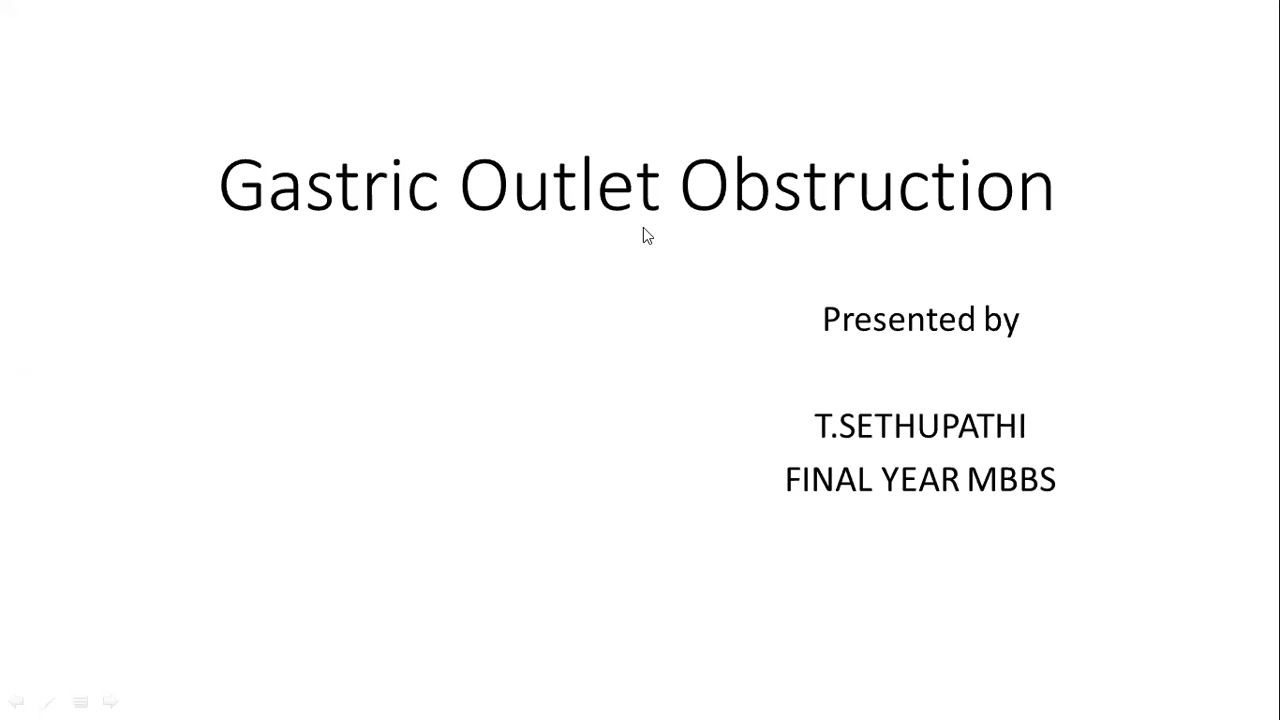 Gastric Outlet Obstruction
Presented by
T.SETHUPATHI
FINAL YEAR MBBS